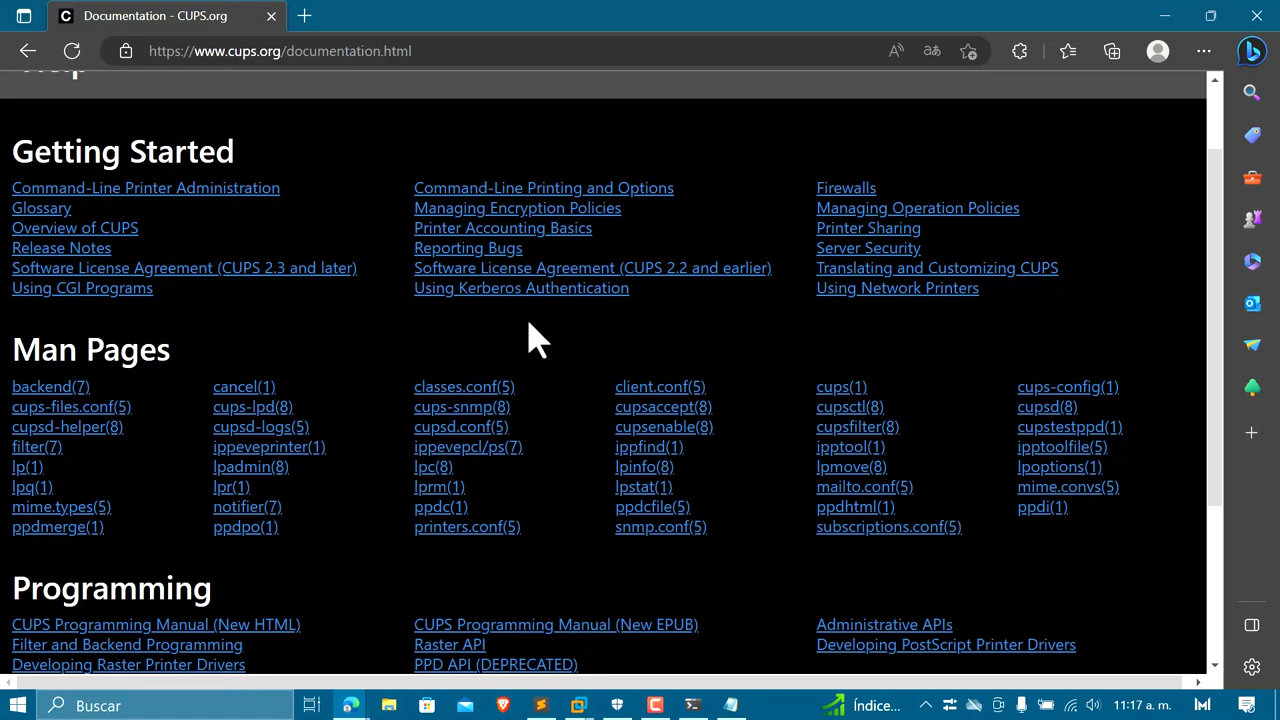 Documentation - CUPS.org
https://www.cups.org/documentation.html
Getting Started
Command-Line Printer Administration
Command-Line Printing and Options
Firewalls
Glossary
Managing Encryption Policies
Managing Operation Policies
Overview of CUPS
Printer Accounting Basics
Printer Sharing
Release Notes
Reporting Bugs
Server Security
Software License Agreement (CUPS 2.3 and later)
Software License Agreement (CUPS 2.2 and earlier)
Translating and Customizing CUPS
Using CGI Programs
Using Kerberos Authentication
Using Network Printers
Man Pages
backend(7) cancel(1) classes.conf(5) client.conf(5) cups(1) cups-config(1)
cups-files.conf(5) cups-lpd(8) cups-snmp(8) cupsaccept(8) cupsctl(8) cupsd(8)
cupsd-helper(8) cupsd-logs(5) cupsd.conf(5) cupsenable(8) cupsfilter(8) cupstestppd(1)
filter(7) ippeveprinter(1) ippevepcl/ps(7) ippfind(1) ipptool(1) ipptoolfile(5)
lp(1) lpadmin(8) lpc(8) lpinfo(8) lpmove(8) lpoptions(1)
lpq(1) lpr(1) lprm(1) lpstat(1) mailto.conf(5) mime.convs(5)
mime.types(5) notifier(7) ppdc(1) ppdcfile(5) ppdhtml(1) ppdi(1)
ppdmerge(1) ppdpo(1) printers.conf(5) snmp.conf(5) subscriptions.conf(5)
Programming
CUPS Programming Manual (New HTML)
CUPS Programming Manual (New EPUB)
Administrative APIs
Filter and Backend Programming
Raster API
Developing PostScript Printer Drivers
Developing Raster Printer Drivers
PPD API (DEPRECATED)
Buscar
Índice...
11:17 a. m.